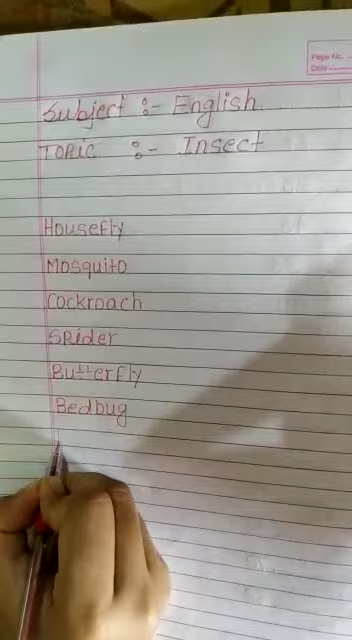 Page No.
Date
Subject :- English
TOPIC :- Insect
Housefly
Mosquito
Cockroach
Spider
Butterfly
Bedbug